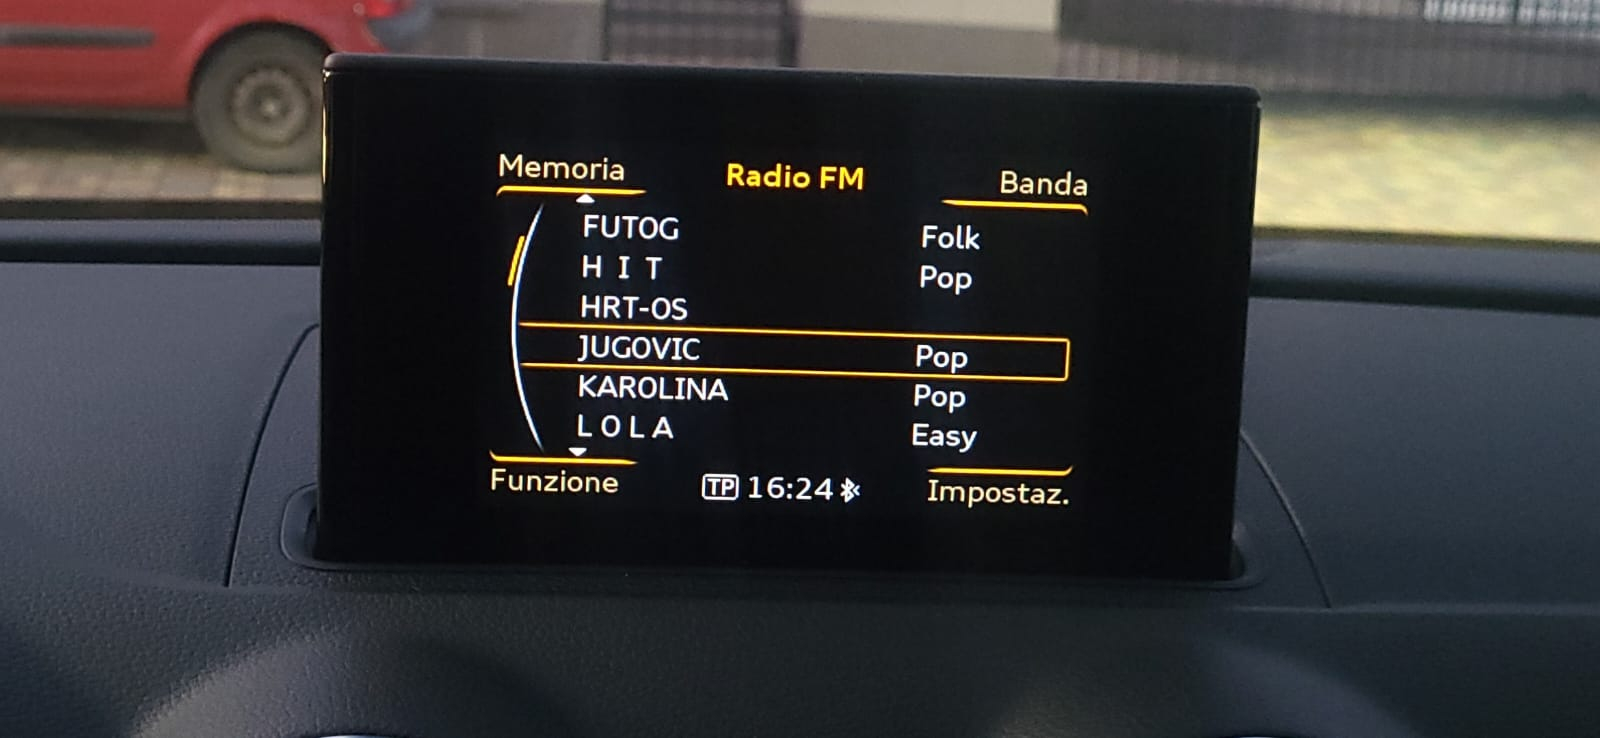 Memoria Radio FM Banda
FUTOG Folk
H I T Pop
HRT-OS
JUGOVIC Pop
KAROLINA Pop
L O L A Easy
Funzione TP 16:24 Impostaz.